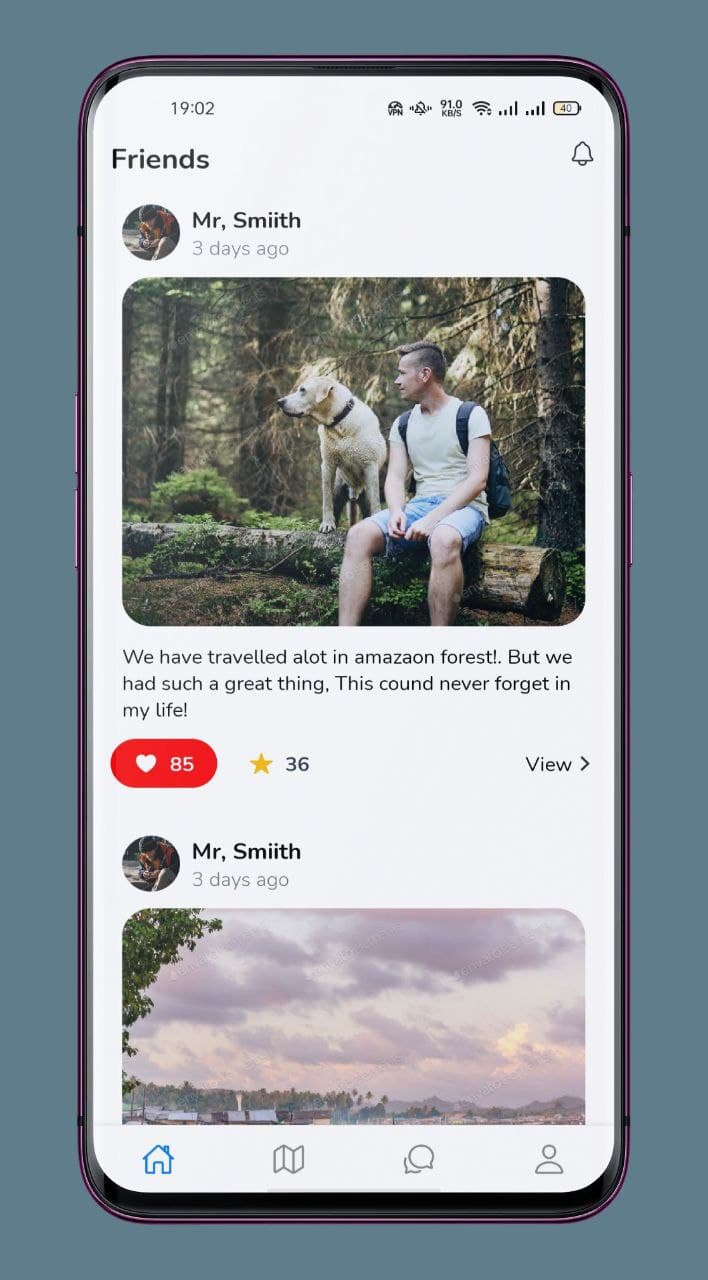 19:02
VPN
91.0
KB/S
40
Friends
Mr, Smiith
3 days ago
We have travelled alot in amazaon forest!. But we
had such a great thing, This cound never forget in
my life!
85
36
View
Mr, Smiith
3 days ago